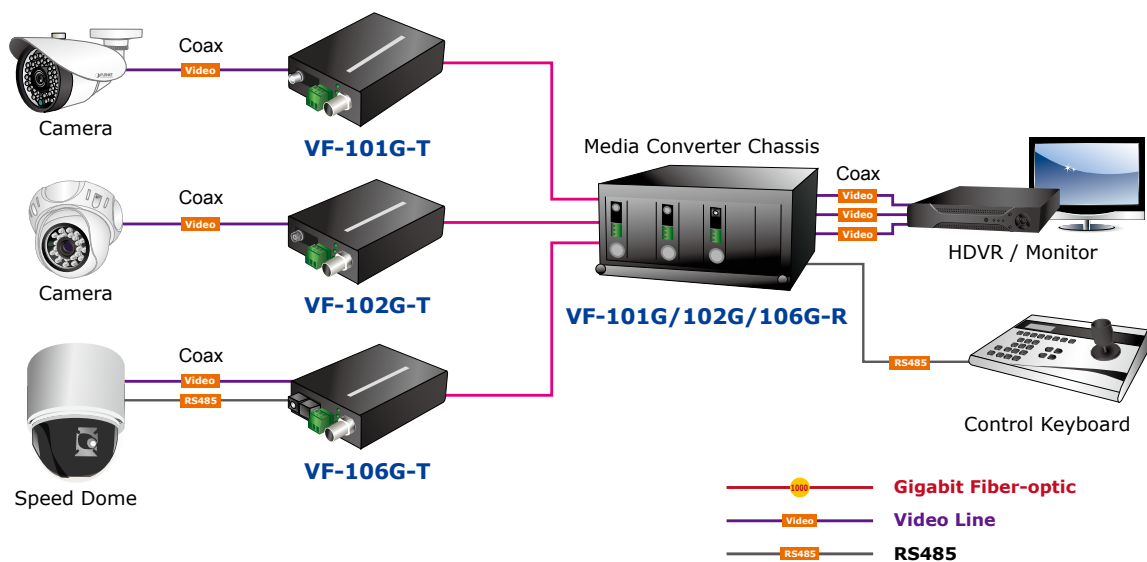 Coax
Video
Camera
VF-101G-T
Coax
Video
Camera
VF-102G-T
Coax
Video
RS485
Speed Dome
VF-106G-T
Media Converter Chassis
VF-101G/102G/106G-R
Coax
Video
Video
Video
HDVR / Monitor
RS485
Control Keyboard
1000 Gigabit Fiber-optic
Video Video Line
RS485 RS485